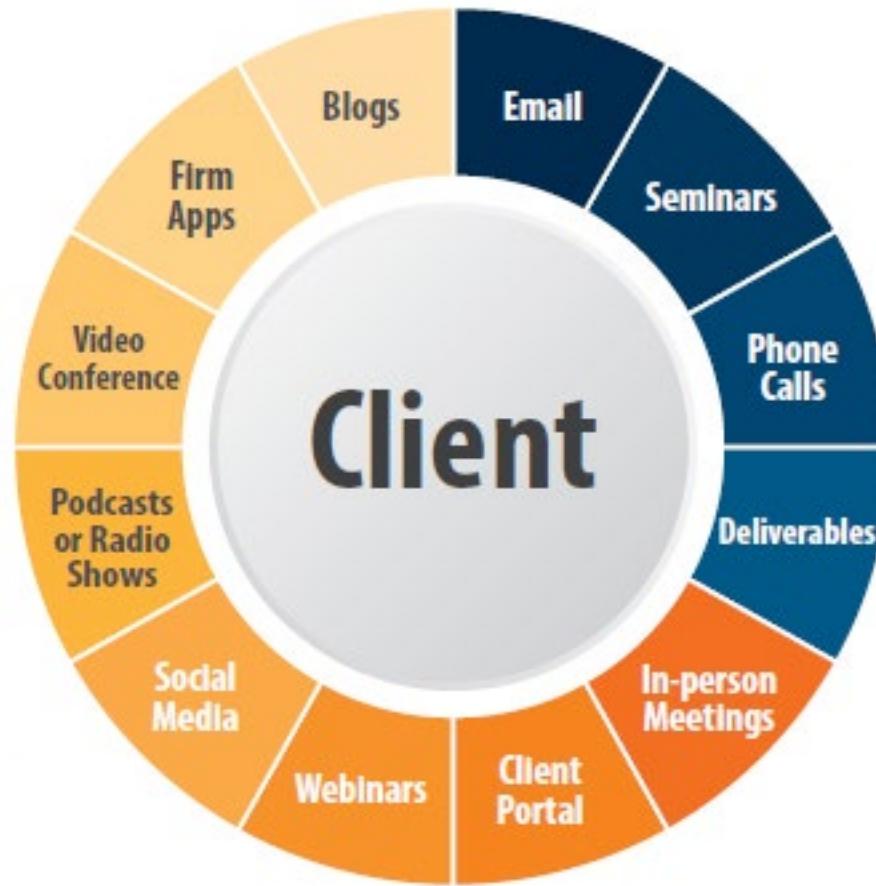 Blogs
Email
Seminars
Phone
Calls
Deliverables
In-person
Meetings
Client
Portal
Webinars
Social
Media
Podcasts
or Radio
Shows
Video
Conference
Firm
Apps
Client